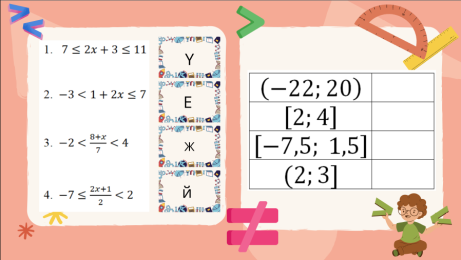 1. 7 ≤ 2x + 3 ≤ 11
У
2. −3 < 1 + 2x ≤ 7
Е
3. −2 < (8+x)/7 < 4
Ж
4. −7 ≤ (2x+1)/2 < 2
Й
(−22; 20)
[2; 4]
[−7,5; 1,5]
(2; 3]